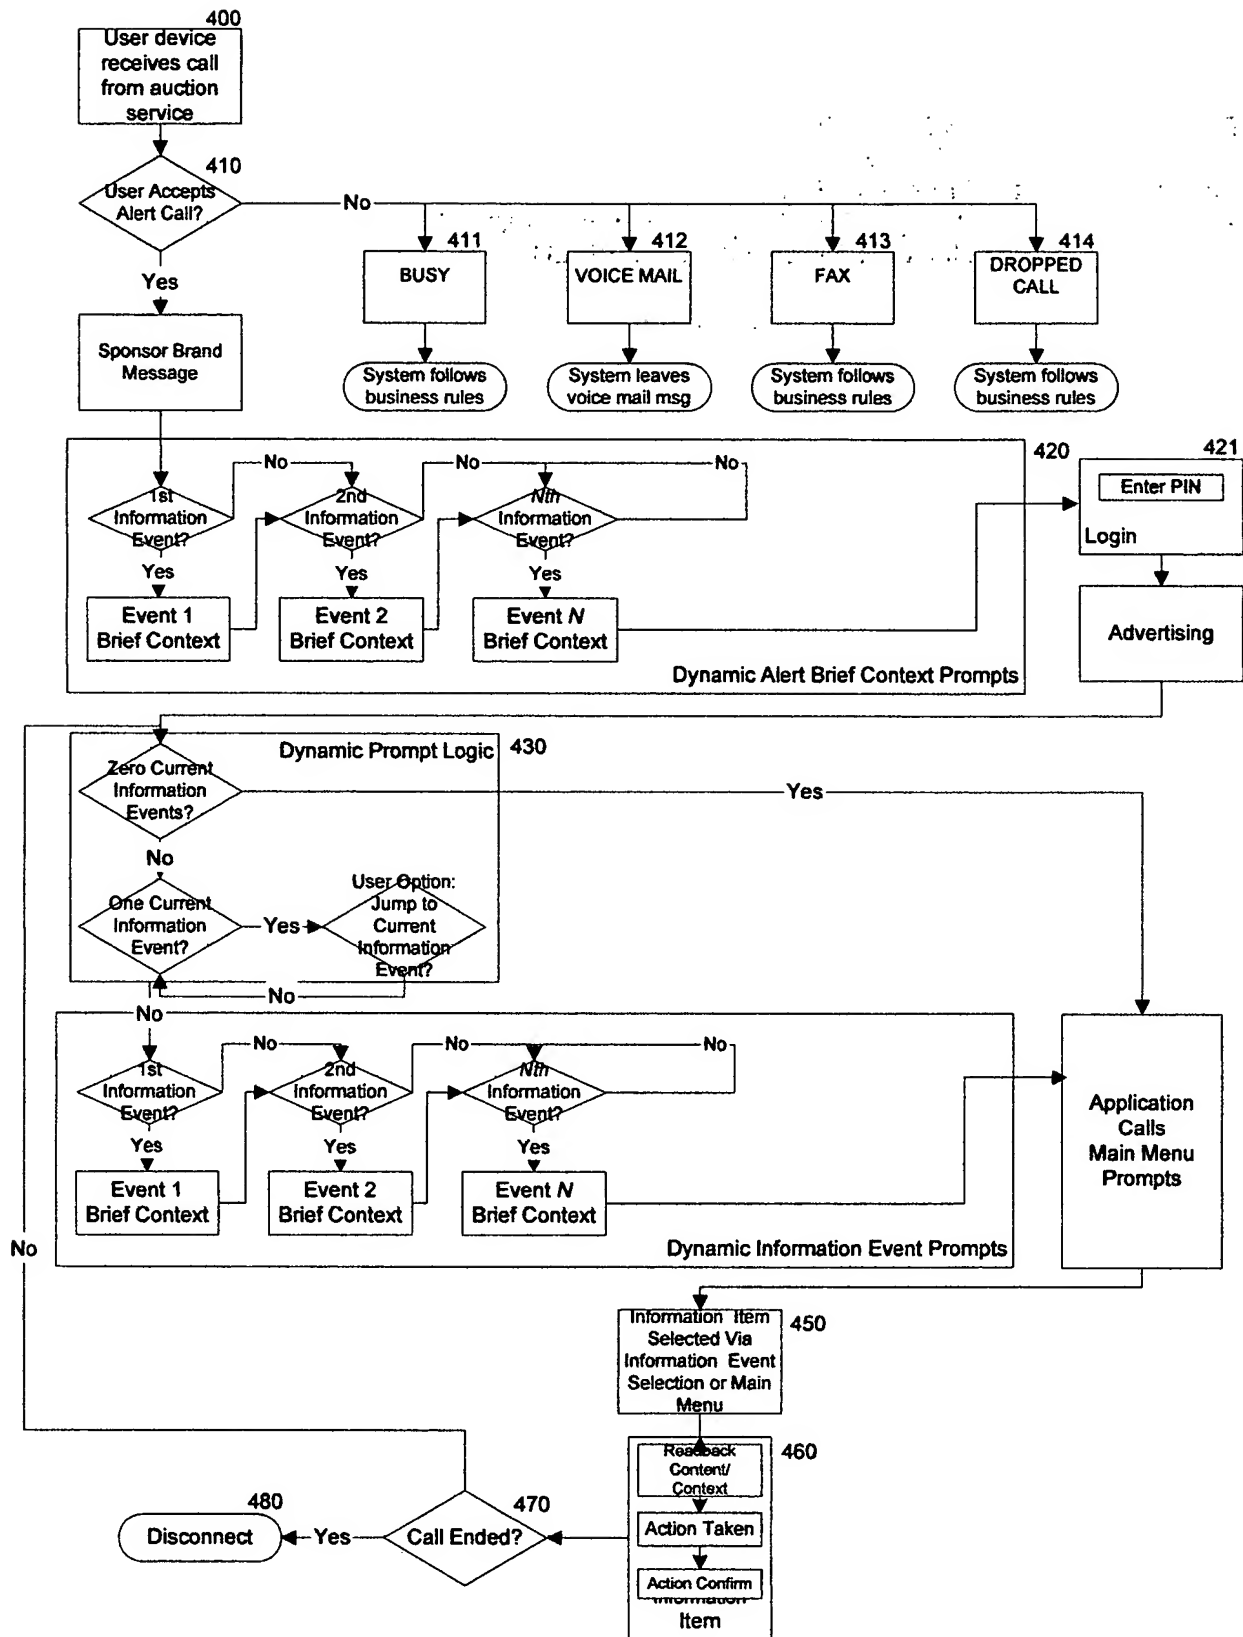 400
User device
receives call
from auction
service
410
User Accepts
Alert Call?
No
Yes
411
BUSY
412
VOICE MAIL
413
FAX
414
DROPPED
CALL
System follows
business rules
System leaves
voice mail msg
System follows
business rules
System follows
business rules
Sponsor Brand
Message
420
No
No
No
1st
Information
Event?
2nd
Information
Event?
Nth
Information
Event?
Yes
Yes
Yes
Event 1
Brief Context
Event 2
Brief Context
Event N
Brief Context
Dynamic Alert Brief Context Prompts
421
Enter PIN
Login
Advertising
Dynamic Prompt Logic
430
Zero Current
Information
Events?
Yes
No
One Current
Information
Event?
Yes
User Option:
Jump to
Current
Information
Event?
No
No
No
No
No
1st
Information
Event?
2nd
Information
Event?
Nth
Information
Event?
Yes
Yes
Yes
Event 1
Brief Context
Event 2
Brief Context
Event N
Brief Context
Dynamic Information Event Prompts
Application
Calls
Main Menu
Prompts
No
Information Item
Selected Via
Information Event
Selection or Main
Menu
450
460
Readback
Content/
Context
Action Taken
Action Confirm
Information
Item
470
Call Ended?
Yes
480
Disconnect